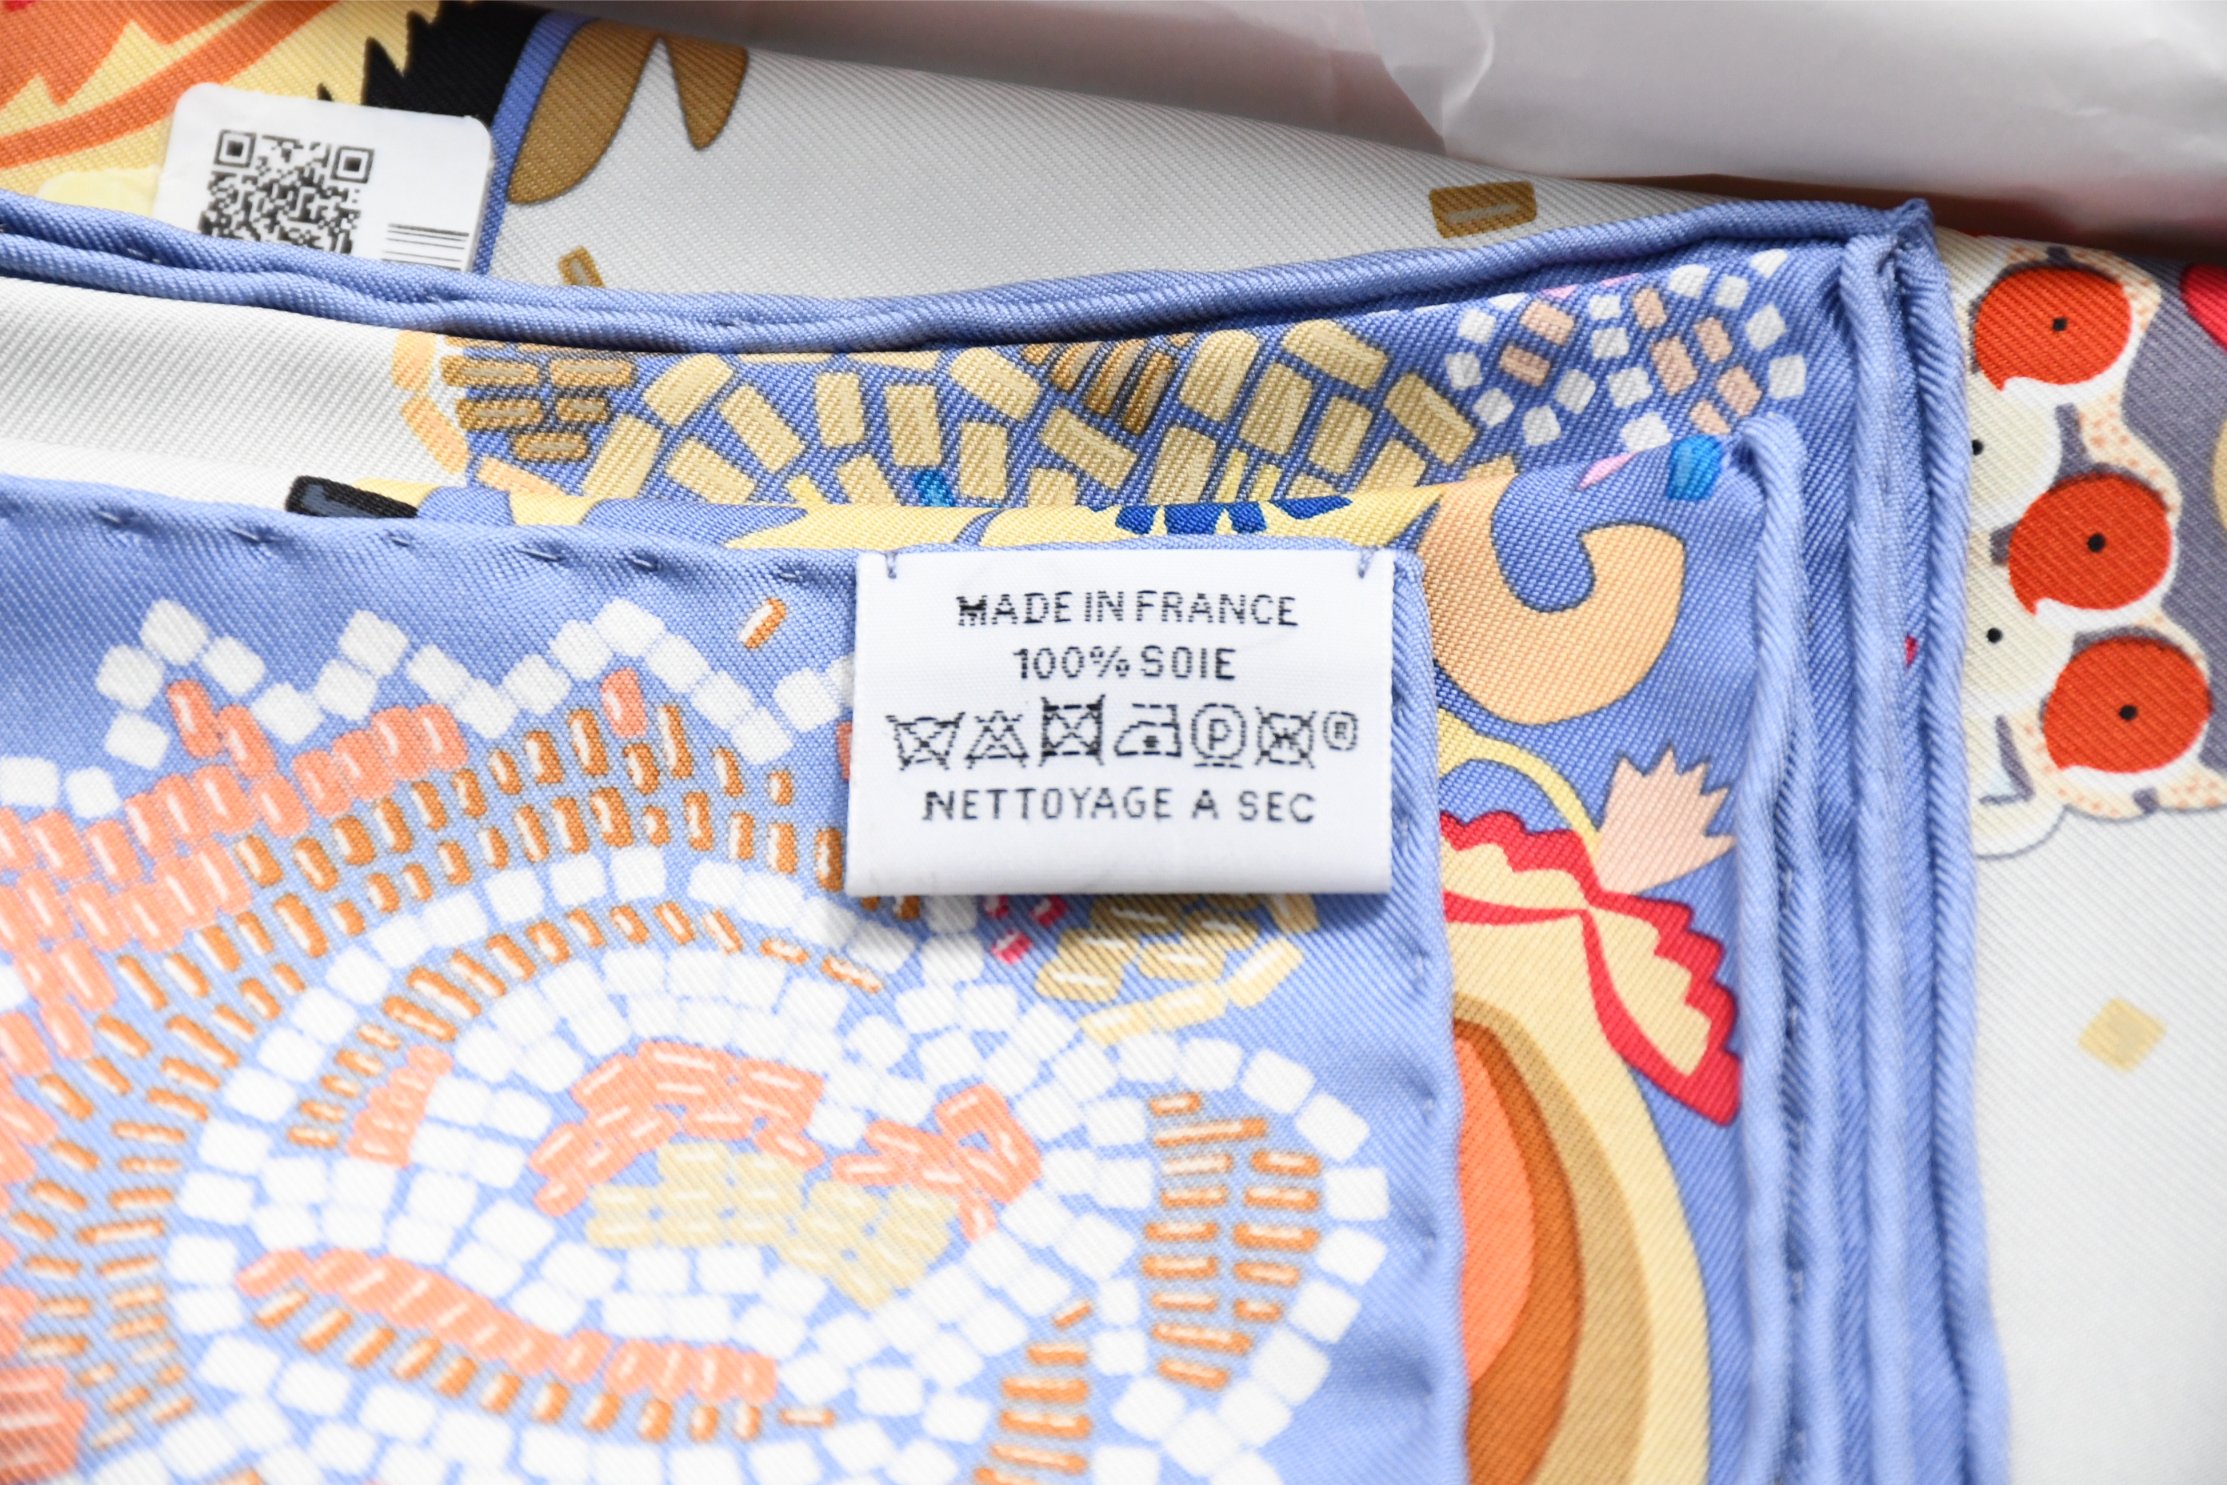 MADE IN FRANCE
100% SOIE
P ®
NETTOYAGE A SEC